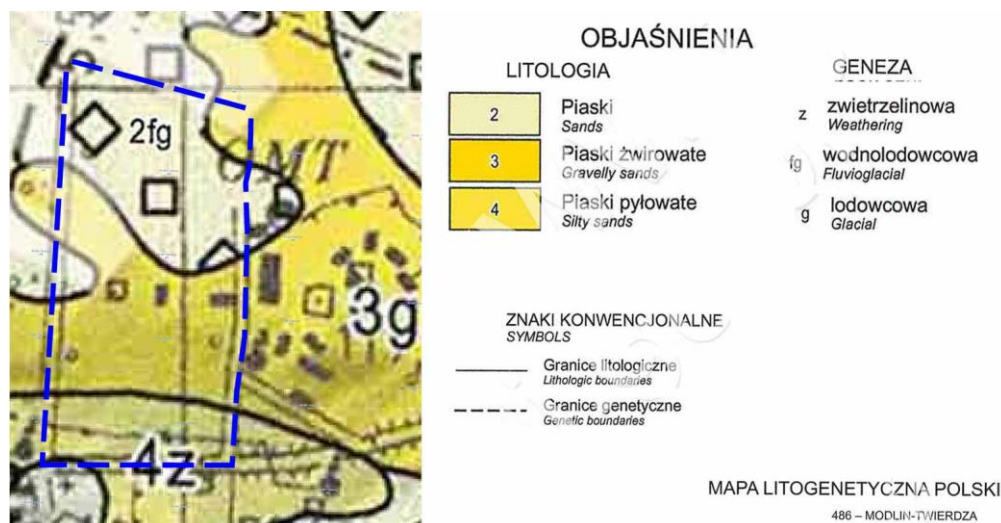 2fg
OMT
3g
4z
OBJAŚNIENIA
LITOLOGIA
GENEZA
2 Piaski
Sands
3 Piaski żwirowate
Gravelly sands
4 Piaski pyłowate
Silty sands
z zwietrzelinowa
Weathering
fg wodnolodowcowa
Fluvioglacial
g lodowcowa
Glacial
ZNAKI KONWENCJONALNE
SYMBOLS
Granice litologiczne
Lithologic boundaries
Granice genetyczne
Genetic boundaries
MAPA LITOGENETYCZNA POLSKI
486 – MODLIN-TWIERDZA